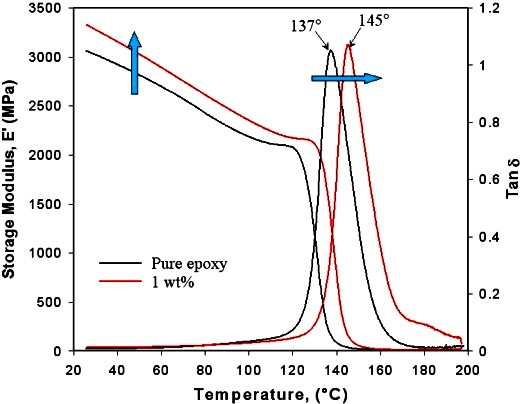 137° 145°
Storage Modulus, E' (MPa)
3500
3000
2500
2000
1500
1000
500
0
1.2
1
0.8
0.6
0.4
0.2
0
Tan δ
Pure epoxy
1 wt%
20 40 60 80 100 120 140 160 180 200
Temperature, (°C)